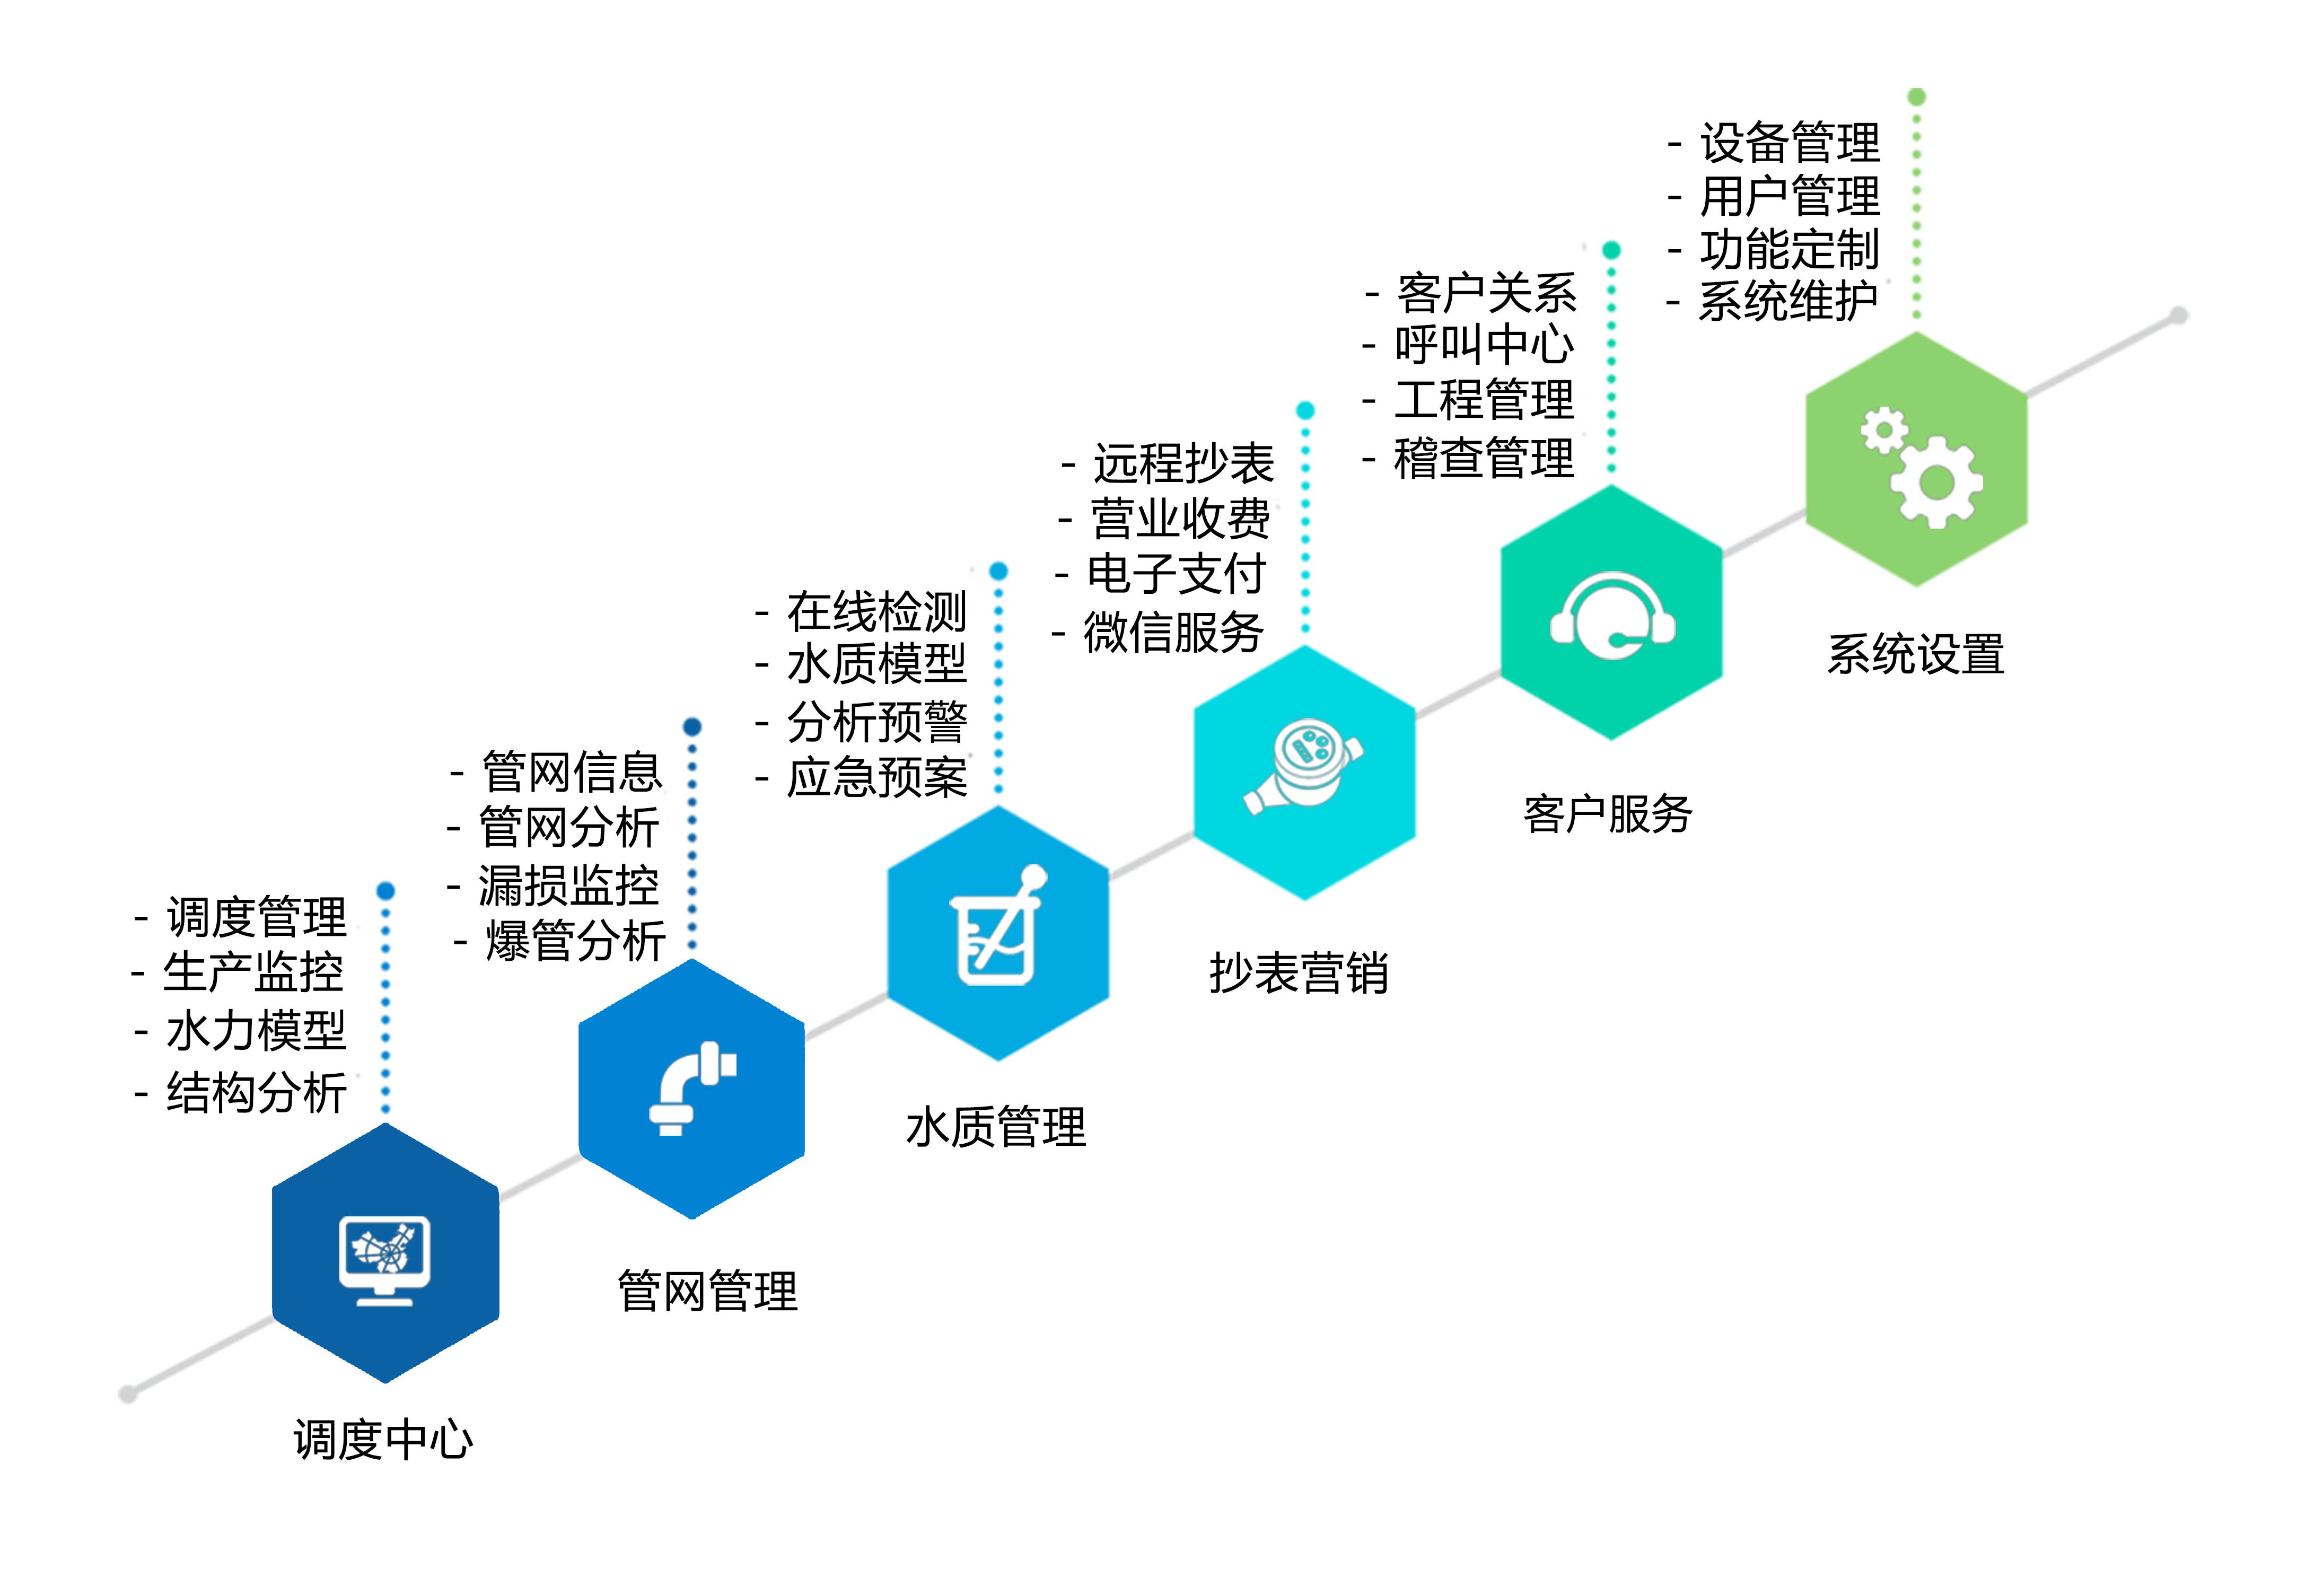 - 调度管理
- 生产监控
- 水力模型
- 结构分析
调度中心
- 管网信息
- 管网分析
- 漏损监控
- 爆管分析
管网管理
- 在线检测
- 水质模型
- 分析预警
- 应急预案
水质管理
- 远程抄表
- 营业收费
- 电子支付
- 微信服务
抄表营销
- 客户关系
- 呼叫中心
- 工程管理
- 稽查管理
客户服务
- 设备管理
- 用户管理
- 功能定制
- 系统维护
系统设置